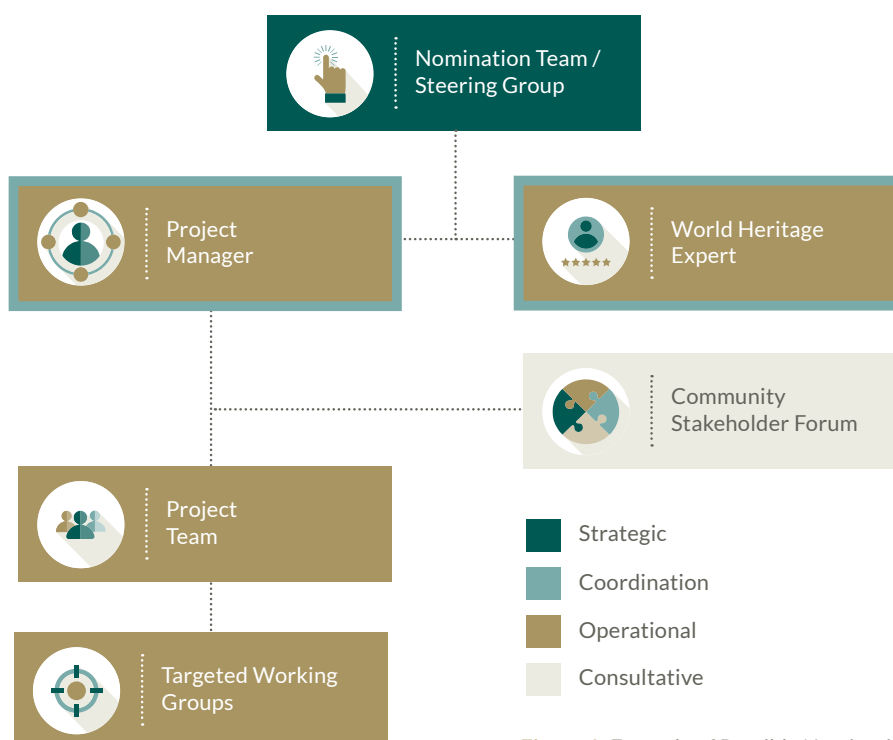 Nomination Team /
Steering Group
Project
Manager
World Heritage
Expert
Community
Stakeholder Forum
Project
Team
Strategic
Coordination
Operational
Consultative
Targeted Working
Groups